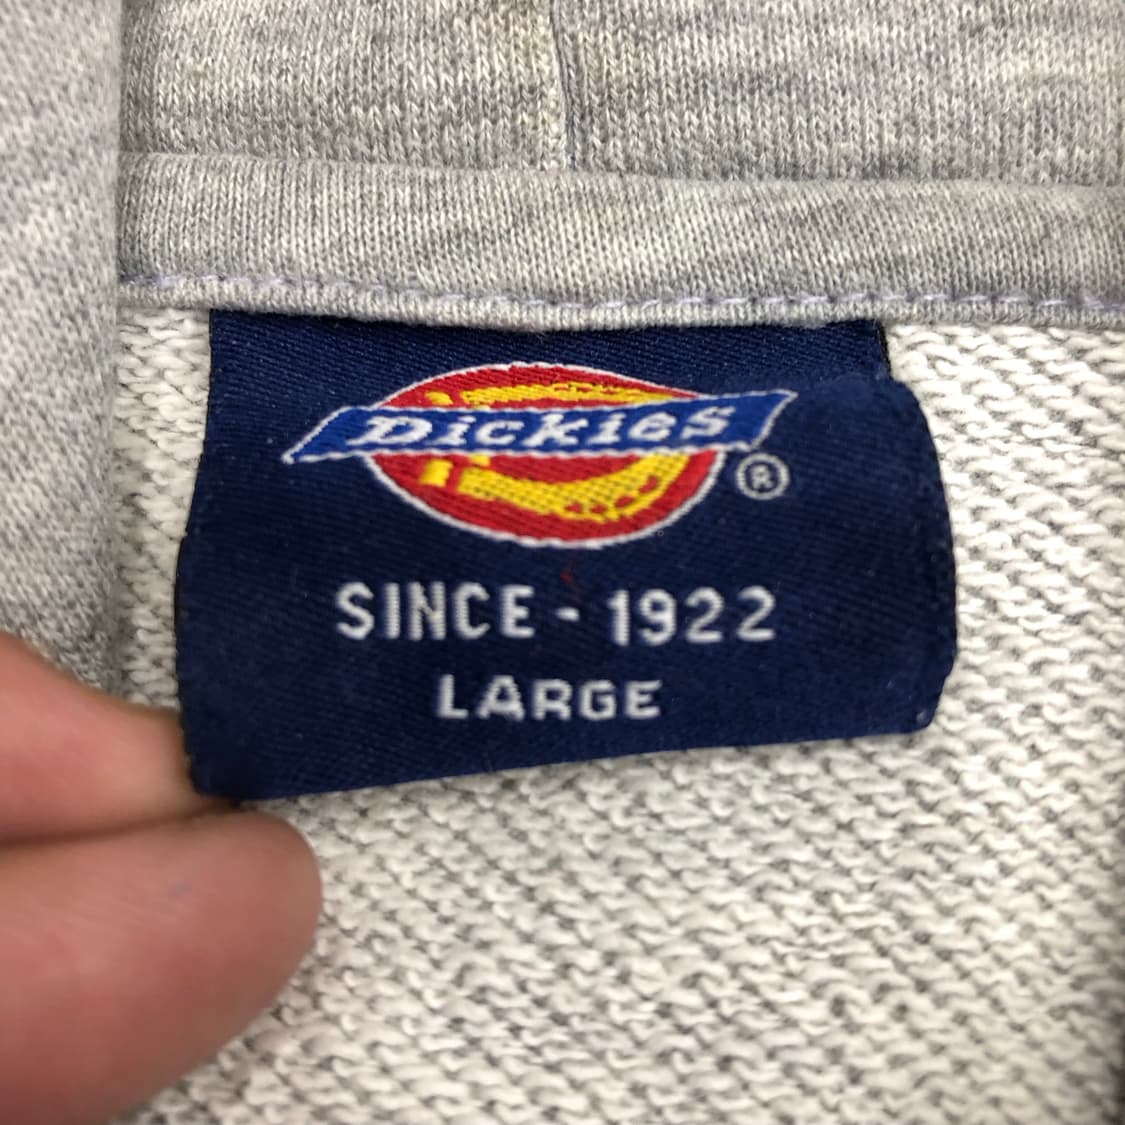 Dickies
®
SINCE - 1922
LARGE